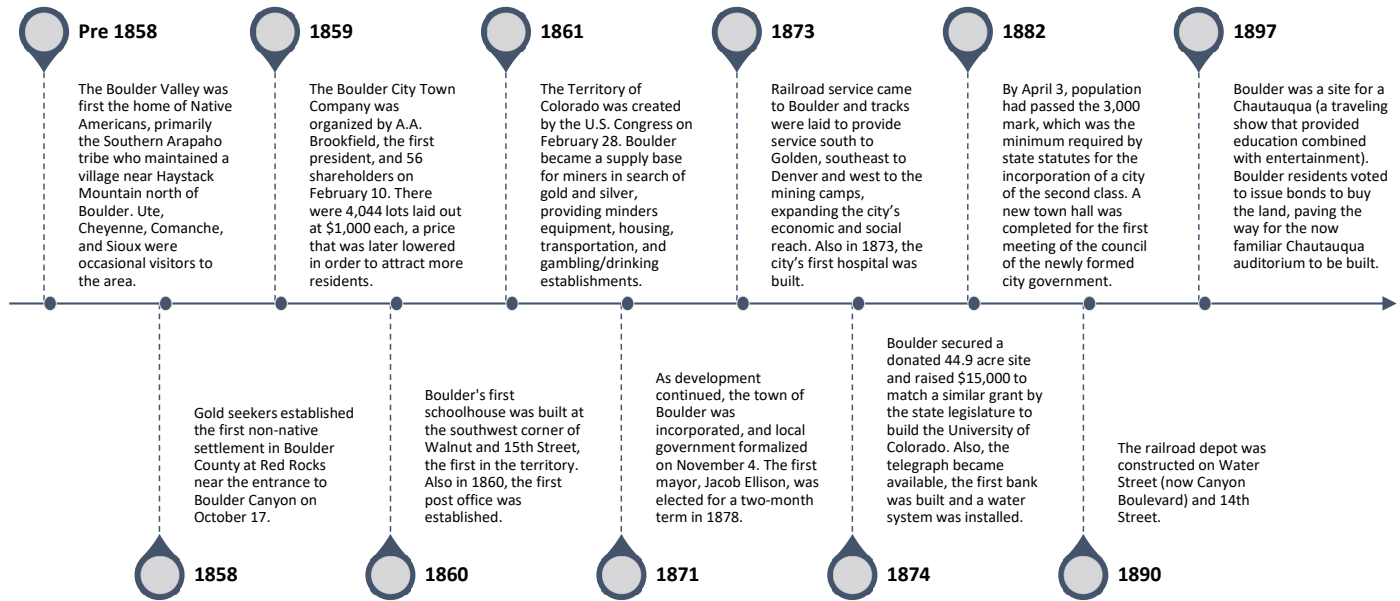 Pre 1858
The Boulder Valley was
first the home of Native
Americans, primarily
the Southern Arapaho
tribe who maintained a
village near Haystack
Mountain north of
Boulder. Ute,
Cheyenne, Comanche,
and Sioux were
occasional visitors to
the area.
1859
The Boulder City Town
Company was
organized by A.A.
Brookfield, the first
president, and 56
shareholders on
February 10. There
were 4,044 lots laid out
at $1,000 each, a price
that was later lowered
in order to attract more
residents.
1861
The Territory of
Colorado was created
by the U.S. Congress on
February 28. Boulder
became a supply base
for miners in search of
gold and silver,
providing minders
equipment, housing,
transportation, and
gambling/drinking
establishments.
1873
Railroad service came
to Boulder and tracks
were laid to provide
service south to
Golden, southeast to
Denver and west to the
mining camps,
expanding the city’s
economic and social
reach. Also in 1873, the
city’s first hospital was
built.
1882
By April 3, population
had passed the 3,000
mark, which was the
minimum required by
state statutes for the
incorporation of a city
of the second class. A
new town hall was
completed for the first
meeting of the council
of the newly formed
city government.
1897
Boulder was a site for a
Chautauqua (a traveling
show that provided
education combined
with entertainment).
Boulder residents voted
to issue bonds to buy
the land, paving the
way for the now
familiar Chautauqua
auditorium to be built.
Gold seekers established
the first non-native
settlement in Boulder
County at Red Rocks
near the entrance to
Boulder Canyon on
October 17.
1858
Boulder's first
schoolhouse was built at
the southwest corner of
Walnut and 15th Street,
the first in the territory.
Also in 1860, the first
post office was
established.
1860
As development
continued, the town of
Boulder was
incorporated, and local
government formalized
on November 4. The first
mayor, Jacob Ellison, was
elected for a two-month
term in 1878.
1871
Boulder secured a
donated 44.9 acre site
and raised $15,000 to
match a similar grant by
the state legislature to
build the University of
Colorado. Also, the
telegraph became
available, the first bank
was built and a water
system was installed.
1874
The railroad depot was
constructed on Water
Street (now Canyon
Boulevard) and 14th
Street.
1890